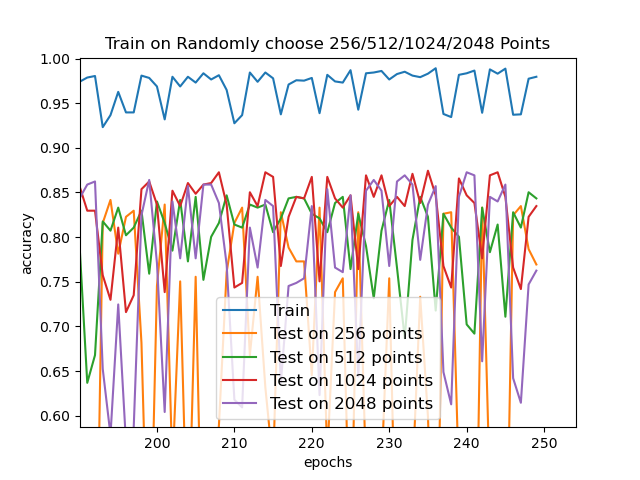 Train on Randomly choose 256/512/1024/2048 Points
1.00
0.95
0.90
0.85
0.80
0.75
0.70
0.65
0.60
accuracy
Train
Test on 256 points
Test on 512 points
Test on 1024 points
Test on 2048 points
200
210
220
230
240
250
epochs